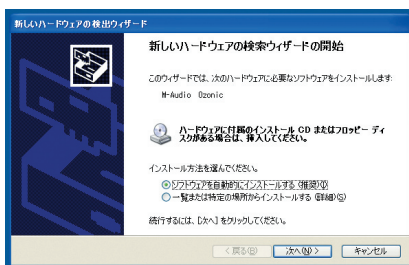 新しいハードウェアの検出ウィザード
新しいハードウェアの検索ウィザードの開始
このウィザードでは、次のハードウェアに必要なソフトウェアをインストールします:
M-Audio Ozonic
ハードウェアに付属のインストール CD またはフロッピー ディ
スクがある場合は、挿入してください。
インストール方法を選んでください。
ソフトウェアを自動的にインストールする (推奨)(I)
一覧または特定の場所からインストールする (詳細)(S)
続行するには、[次へ] をクリックしてください。
< 戻る(B) 次へ(N) > キャンセル